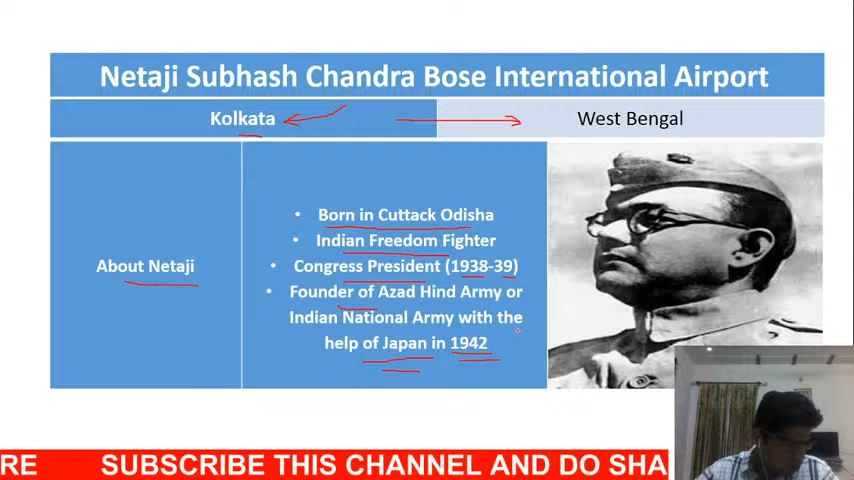 Netaji Subhash Chandra Bose International Airport
Kolkata
West Bengal
About Netaji
• Born in Cuttack Odisha
• Indian Freedom Fighter
• Congress President (1938-39)
• Founder of Azad Hind Army or
Indian National Army with the
help of Japan in 1942
RE SUBSCRIBE THIS CHANNEL AND DO SHA